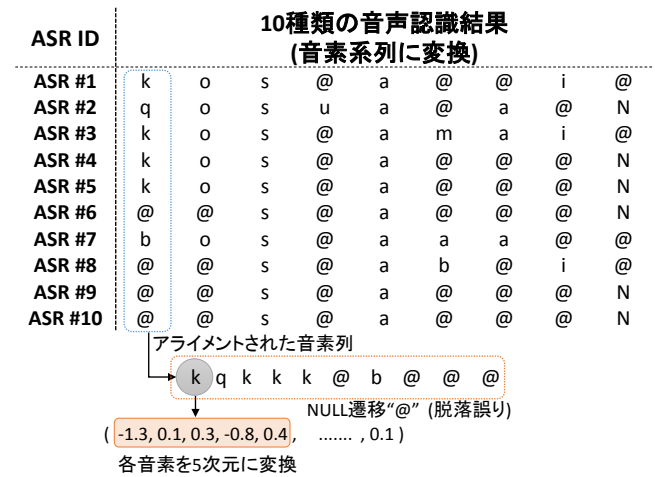 ASR ID 10種類の音声認識結果
(音素系列に変換)
ASR #1 k o s @ a @ @ i @
ASR #2 q o s u a @ a @ N
ASR #3 k o s @ a m a i @
ASR #4 k o s @ a @ @ @ N
ASR #5 k o s @ a @ @ @ N
ASR #6 @ @ s @ a @ @ @ N
ASR #7 b o s @ a a a @ @
ASR #8 @ @ s @ a b @ i @
ASR #9 @ @ s @ a @ @ @ N
ASR #10 @ @ s @ a @ @ @ N
アライメントされた音素列
k q k k k @ b @ @ @
NULL遷移“@” (脱落誤り)
( -1.3, 0.1, 0.3, -0.8, 0.4, ....... , 0.1 )
各音素を5次元に変換